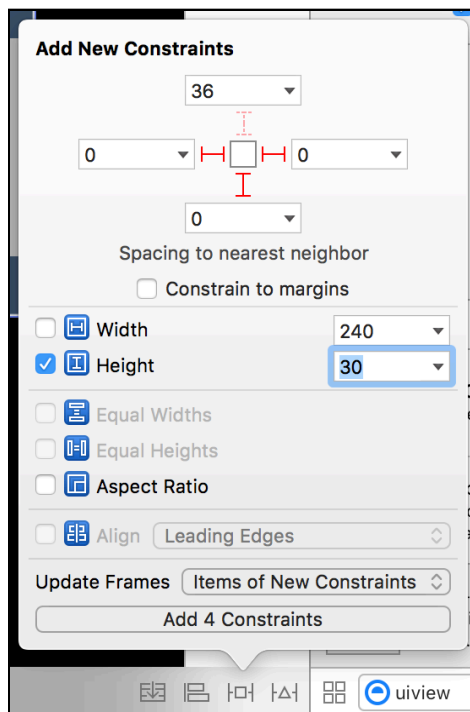 Add New Constraints
36
0
0
0
Spacing to nearest neighbor
Constrain to margins
Width 240
Height 30
Equal Widths
Equal Heights
Aspect Ratio
Align Leading Edges
Update Frames Items of New Constraints
Add 4 Constraints
uiview